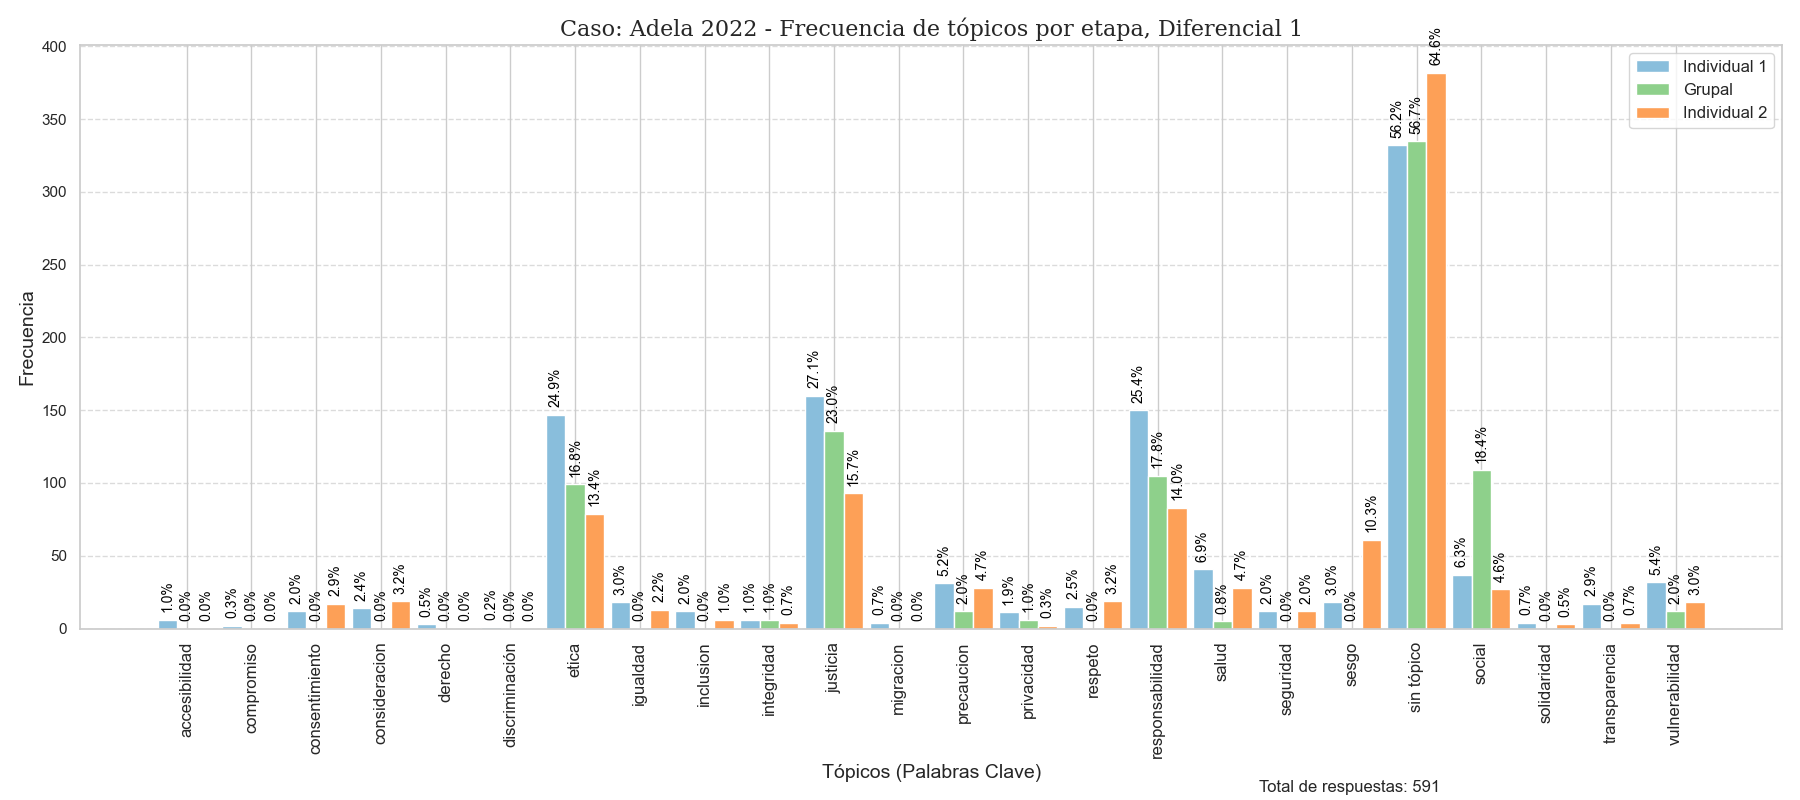 Caso: Adela 2022 - Frecuencia de tópicos por etapa, Diferencial 1
Individual 1
Grupal
Individual 2
Frecuencia
400
350
300
250
200
150
100
50
0
1.0% 0.0% 0.0%
0.3% 0.0% 0.0%
2.0% 0.0% 2.9%
2.4% 0.0% 3.2%
0.5% 0.0% 0.0%
0.2% 0.0% 0.0%
24.9% 16.8% 13.4%
3.0% 0.0% 2.2%
2.0% 0.0% 1.0%
1.0% 1.0% 0.7%
27.1% 23.0% 15.7%
0.7% 0.0% 0.0%
5.2% 2.0% 4.7%
1.9% 1.0% 0.3%
2.5% 0.0% 3.2%
25.4% 17.8% 14.0%
6.9% 0.8% 4.7%
2.0% 0.0% 2.0%
3.0% 0.0% 10.3%
56.2% 56.7% 64.6%
6.3% 18.4% 4.6%
0.7% 0.0% 0.5%
2.9% 0.0% 0.7%
5.4% 2.0% 3.0%
accesibilidad
compromiso
consentimiento
consideracion
derecho
discriminación
etica
igualdad
inclusion
integridad
justicia
migracion
precaucion
privacidad
respeto
responsabilidad
salud
seguridad
sesgo
sin tópico
social
solidaridad
transparencia
vulnerabilidad
Tópicos (Palabras Clave)
Total de respuestas: 591